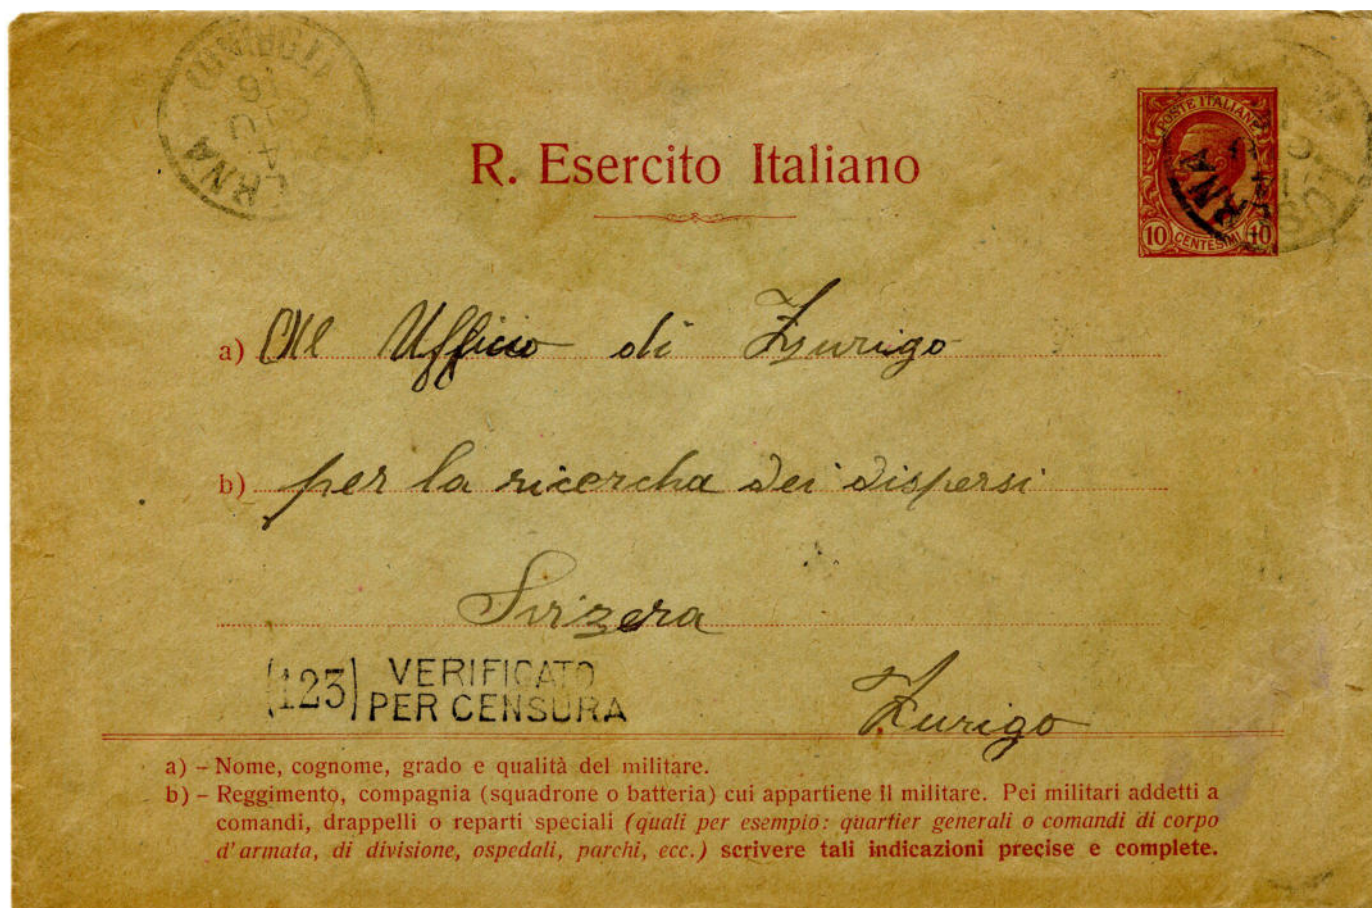 R. Esercito Italiano
POSTE ITALIANE
10 CENTESIMI 10
a) Al Ufficio di Zurigo
b) per la ricercha dei dispersi
Svizera
(123) VERIFICATO
PER CENSURA
Zurigo
a) – Nome, cognome, grado e qualità del militare.
b) – Reggimento, compagnia (squadrone o batteria) cui appartiene il militare. Pei militari addetti a
comandi, drappelli o reparti speciali (quali per esempio: quartier generali o comandi di corpo
d'armata, di divisione, ospedali, parchi, ecc.) scrivere tali indicazioni precise e complete.